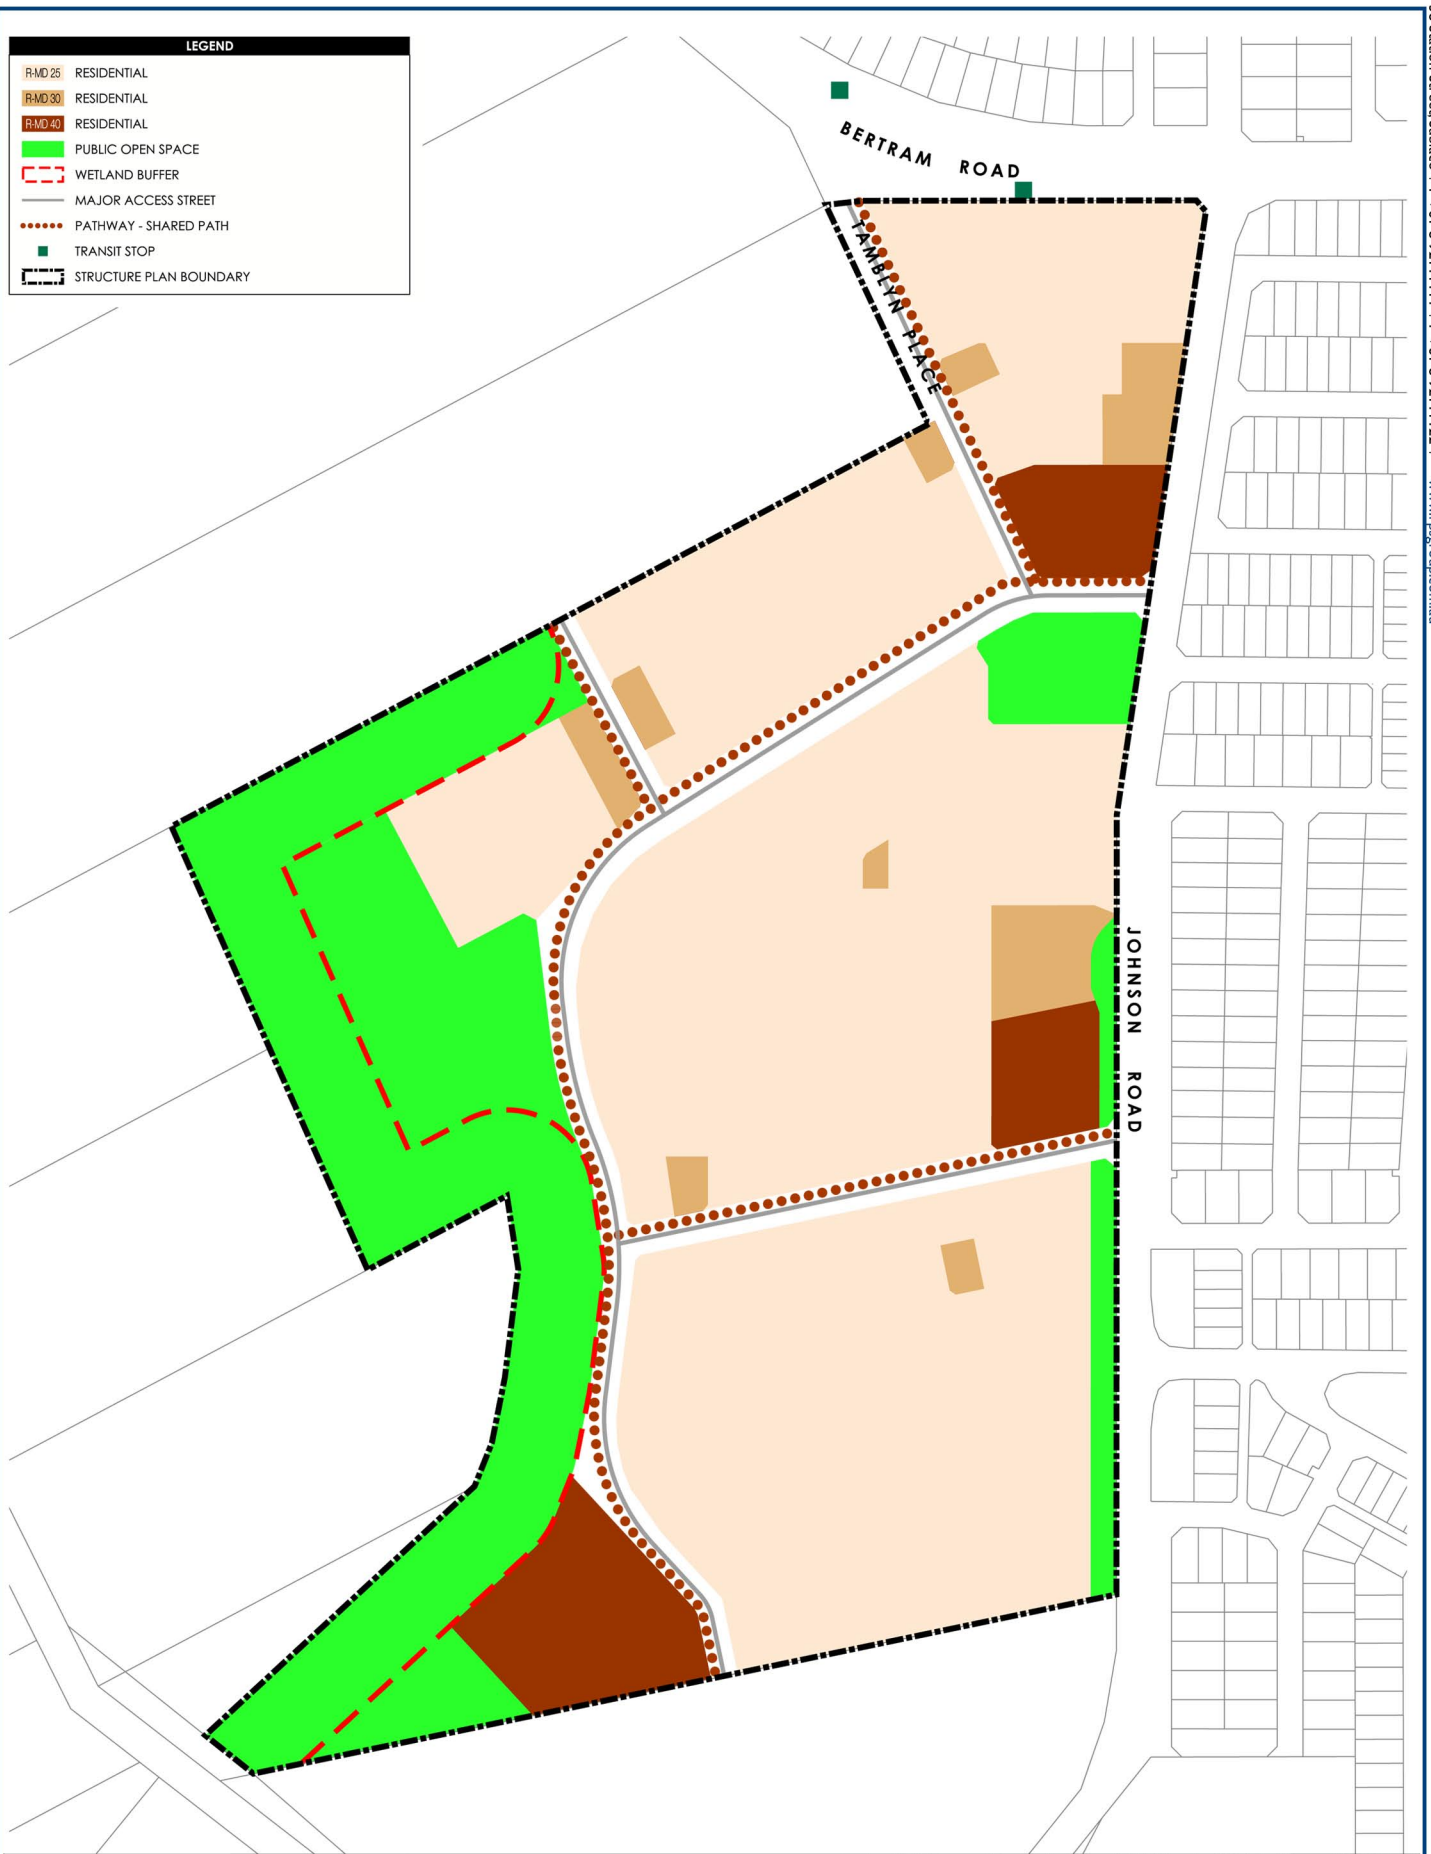 LEGEND
R-MD 25 RESIDENTIAL
R-MD 30 RESIDENTIAL
R-MD 40 RESIDENTIAL
PUBLIC OPEN SPACE
WETLAND BUFFER
MAJOR ACCESS STREET
PATHWAY - SHARED PATH
TRANSIT STOP
STRUCTURE PLAN BOUNDARY
BERTRAM ROAD
TAMBLYN PLACE
JOHNSON ROAD